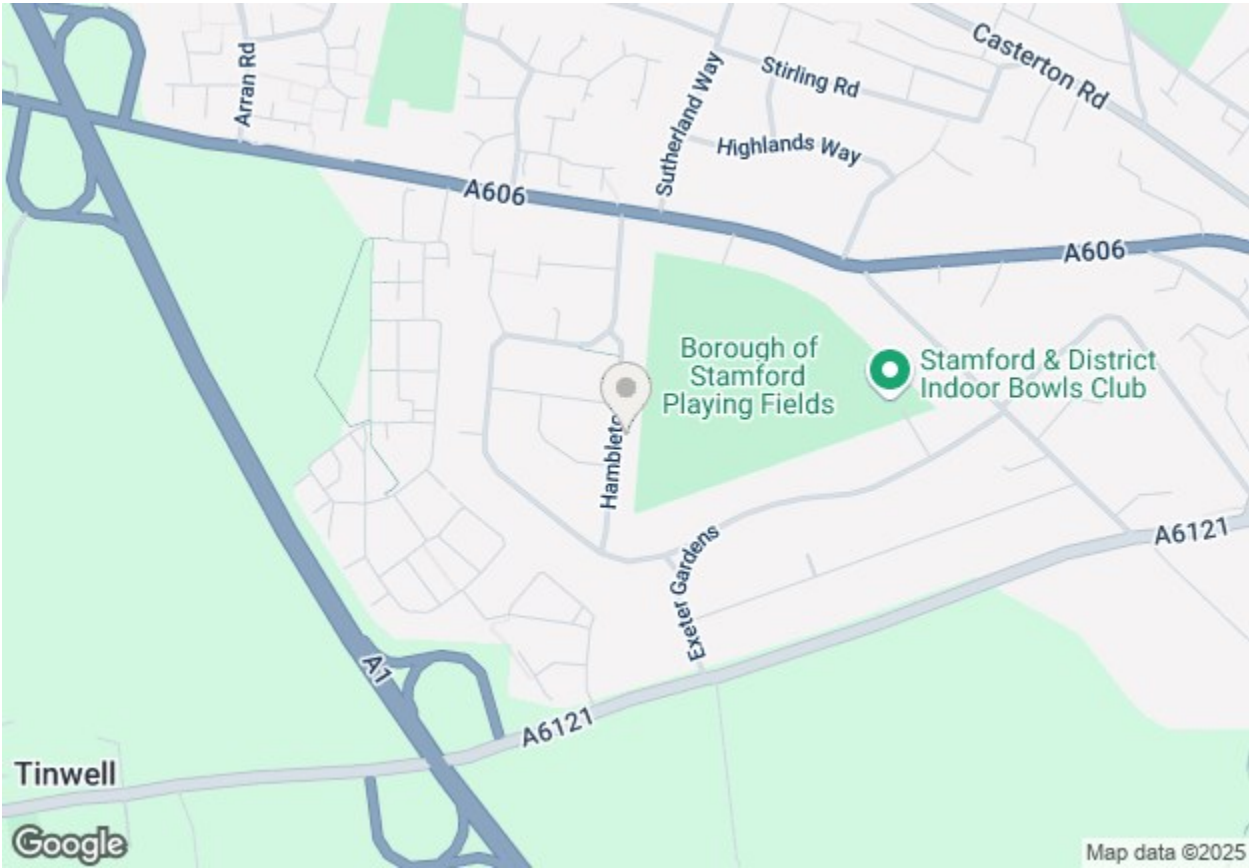 Casterton Rd
Arran Rd
Stirling Rd
Sutherland Way
Highlands Way
A606
A606
Borough of
Stamford
Playing Fields
Stamford & District
Indoor Bowls Club
A6121
Exeter Gardens
A1
A6121
Tinwell
Google
Map data ©2025